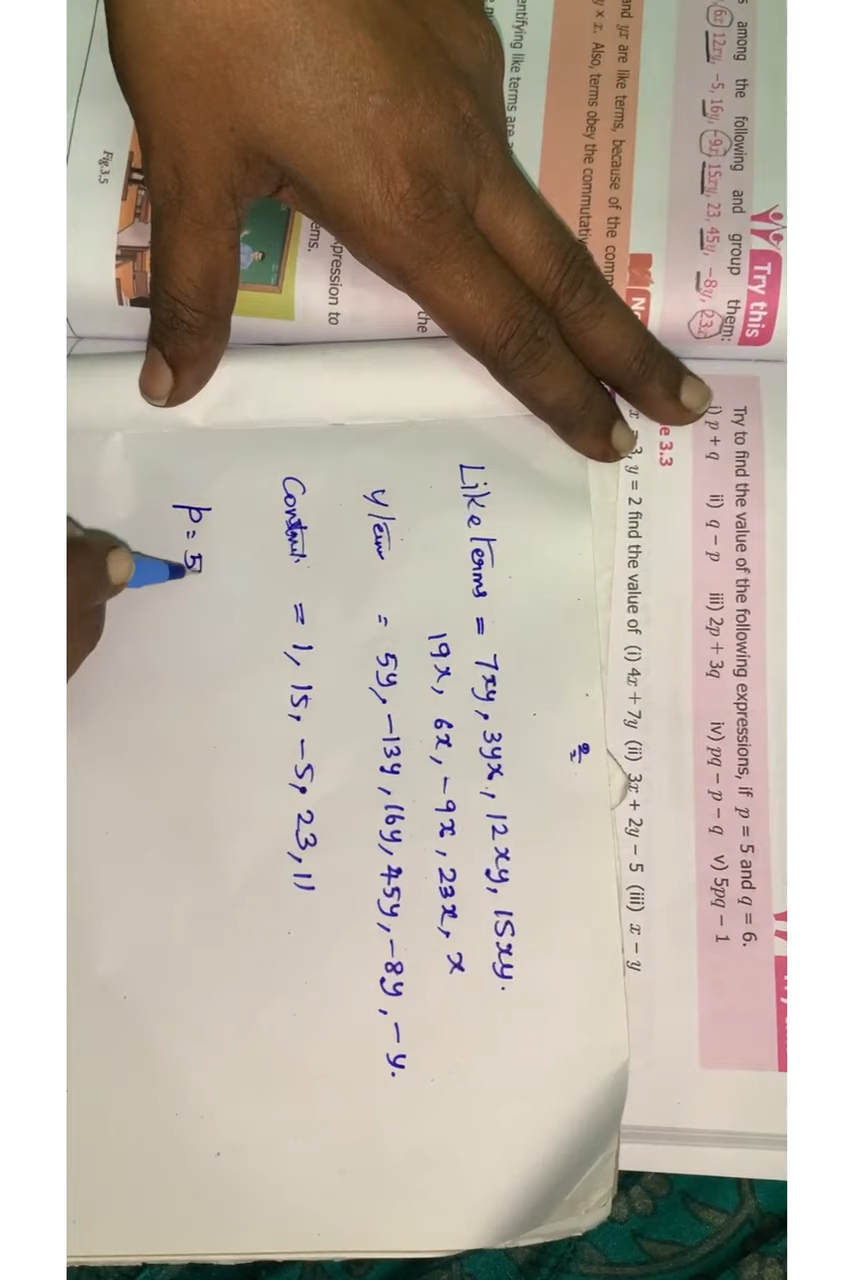 Try this
s among the following and group them:
6x 12xy, -5, 16y, -9x, 15xy, 23, 45y, -8y, 23x
and yx are like terms, because of the comm
y × x. Also, terms obey the commutativ
entifying like terms are
the
pression to
ems.
Fig.3.5
Try to find the value of the following expressions, if p = 5 and q = 6.
i) p + q ii) q − p iii) 2p + 3q iv) pq − p − q v) 5pq − 1
e 3.3
x = 3, y = 2 find the value of (i) 4x + 7y (ii) 3x + 2y − 5 (iii) x − y
Like terms = 7xy, 3yx, 12xy, 15xy.
19x, 6x, -9x, 23x, x
= 5y, -13y, 16y, 45y, -8y, -y.
= 1, 15, -5, 23, 11
p = 5